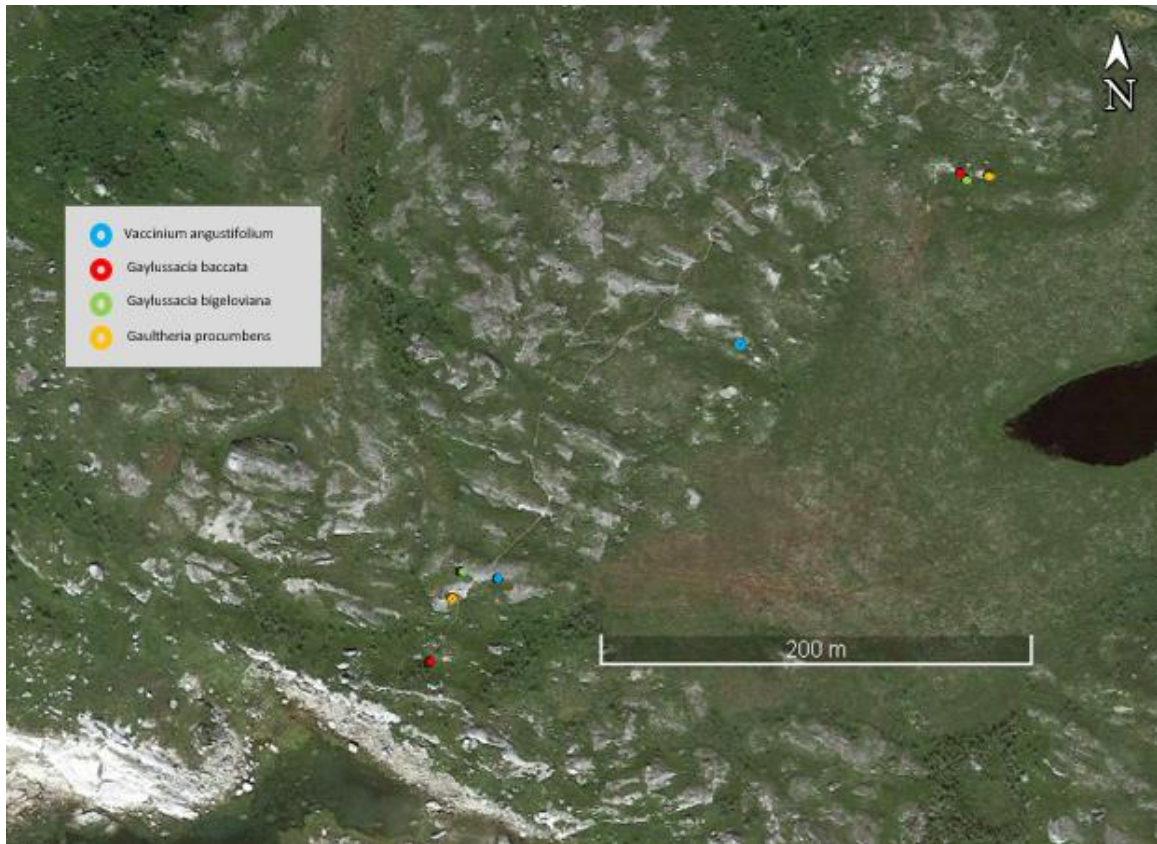 N
Vaccinium angustifolium
Gaylussacia baccata
Gaylussacia bigeloviana
Gaultheria procumbens
200 m